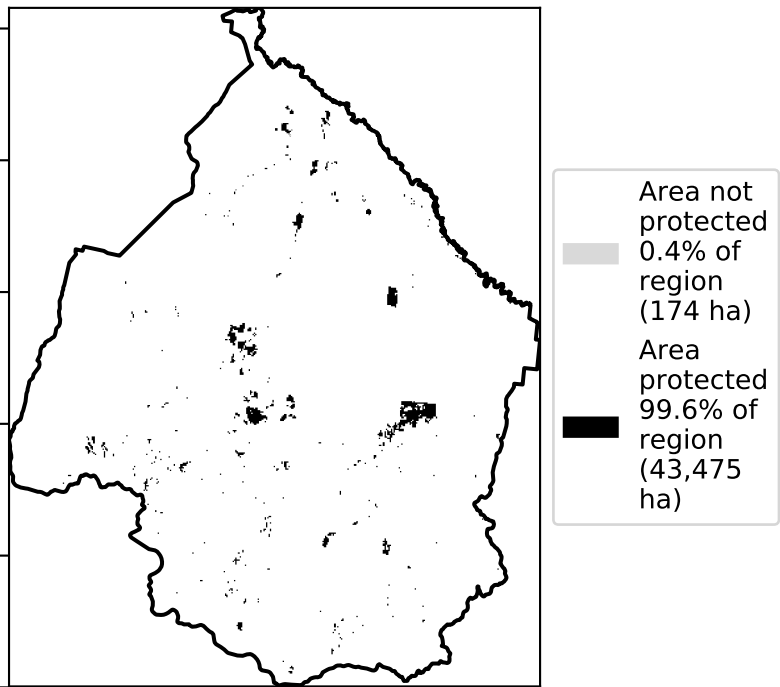 Area not
protected
0.4% of
region
(174 ha)
Area
protected
99.6% of
region
(43,475
ha)